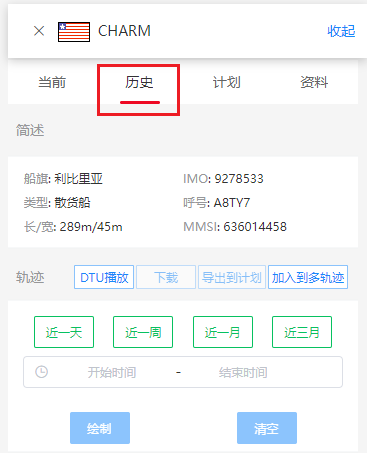 × CHARM 收起
当前 历史 计划 资料
简述
船旗: 利比里亚 IMO: 9278533
类型: 散货船 呼号: A8TY7
长/宽: 289m/45m MMSI: 636014458
轨迹 DTU播放 下载 导出到计划 加入到多轨迹
近一天 近一周 近一月 近三月
开始时间 - 结束时间
绘制 清空